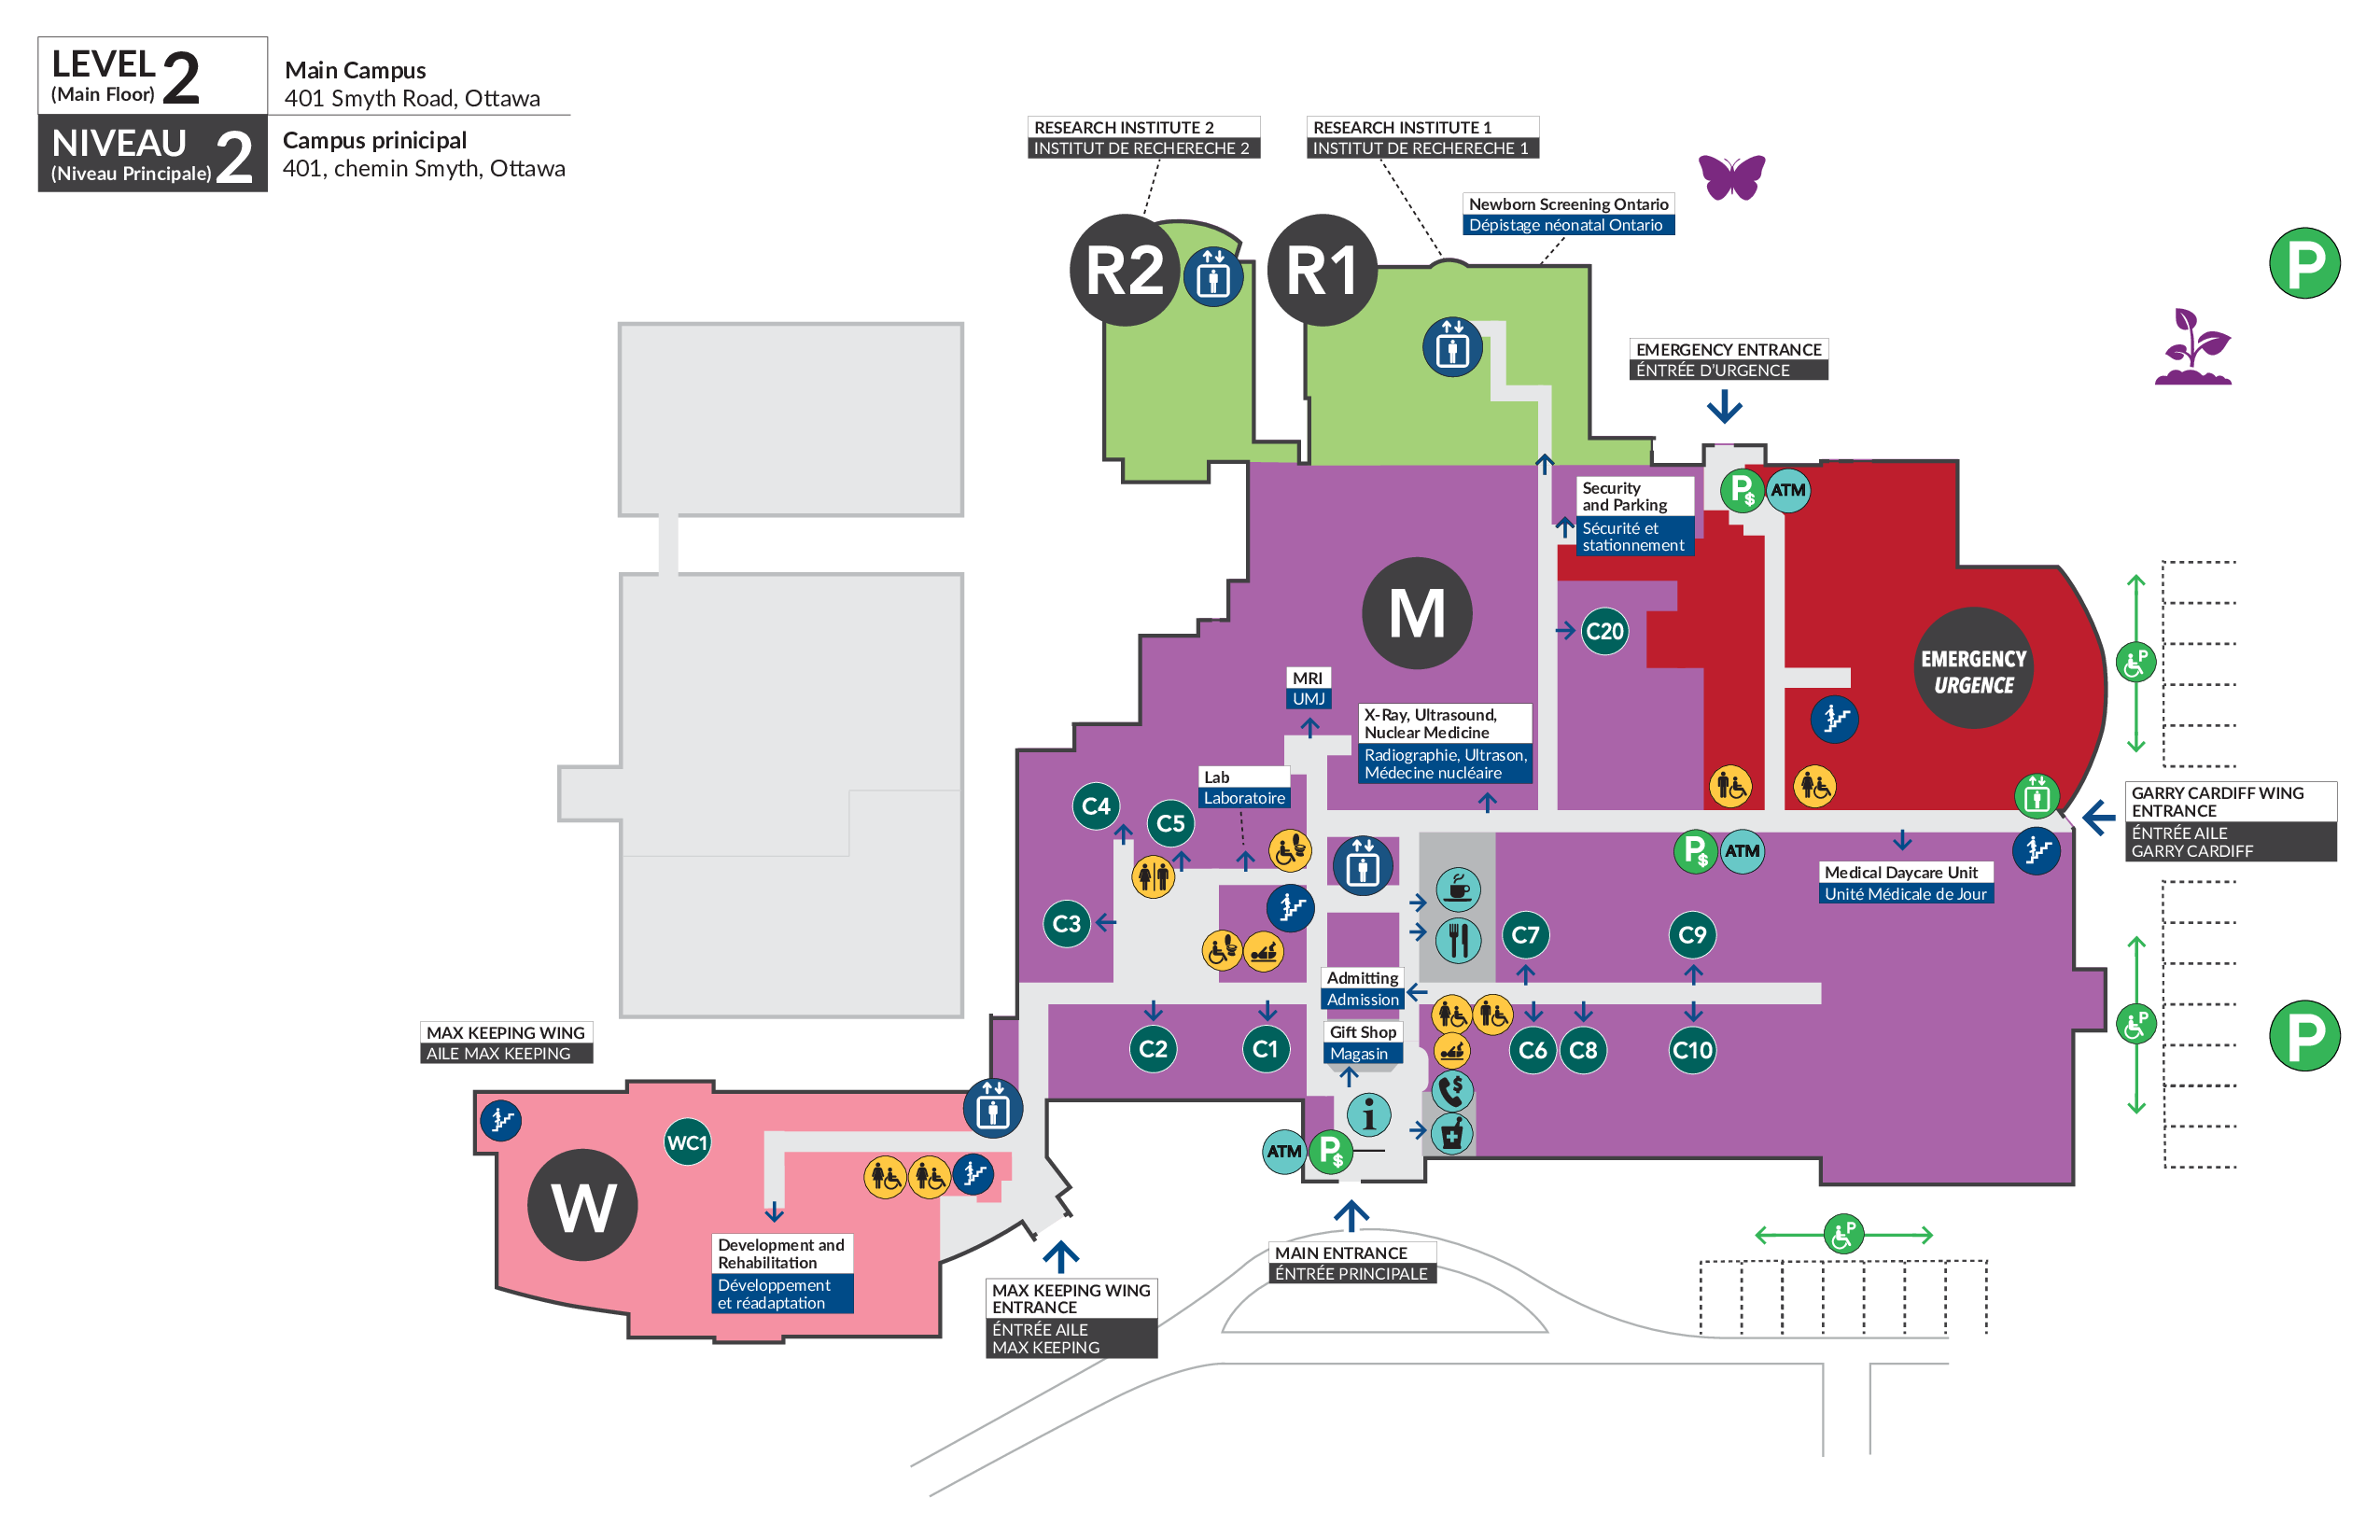 LEVEL 2
(Main Floor)
NIVEAU 2
(Niveau Principale)
Main Campus
401 Smyth Road, Ottawa
Campus prinicipal
401, chemin Smyth, Ottawa
RESEARCH INSTITUTE 2
INSTITUT DE RECHERECHE 2
RESEARCH INSTITUTE 1
INSTITUT DE RECHERECHE 1
Newborn Screening Ontario
Dépistage néonatal Ontario
R2
R1
P
EMERGENCY ENTRANCE
ÉNTRÉE D'URGENCE
Security
and Parking
Sécurité et
stationnement
P$
ATM
M
C20
EMERGENCY
URGENCE
P
MRI
UMJ
X-Ray, Ultrasound,
Nuclear Medicine
Radiographie, Ultrason,
Médecine nucléaire
Lab
Laboratoire
C4
C5
C3
GARRY CARDIFF WING
ENTRANCE
ÉNTRÉE AILE
GARRY CARDIFF
P$
ATM
Medical Daycare Unit
Unité Médicale de Jour
C7
C9
Admitting
Admission
Gift Shop
Magasin
C2
C1
C6
C8
C10
P
P
MAX KEEPING WING
AILE MAX KEEPING
WC1
W
i
$
ATM
P$
Development and
Rehabilitation
Développement
et réadaptation
MAX KEEPING WING
ENTRANCE
ÉNTRÉE AILE
MAX KEEPING
MAIN ENTRANCE
ÉNTRÉE PRINCIPALE
P